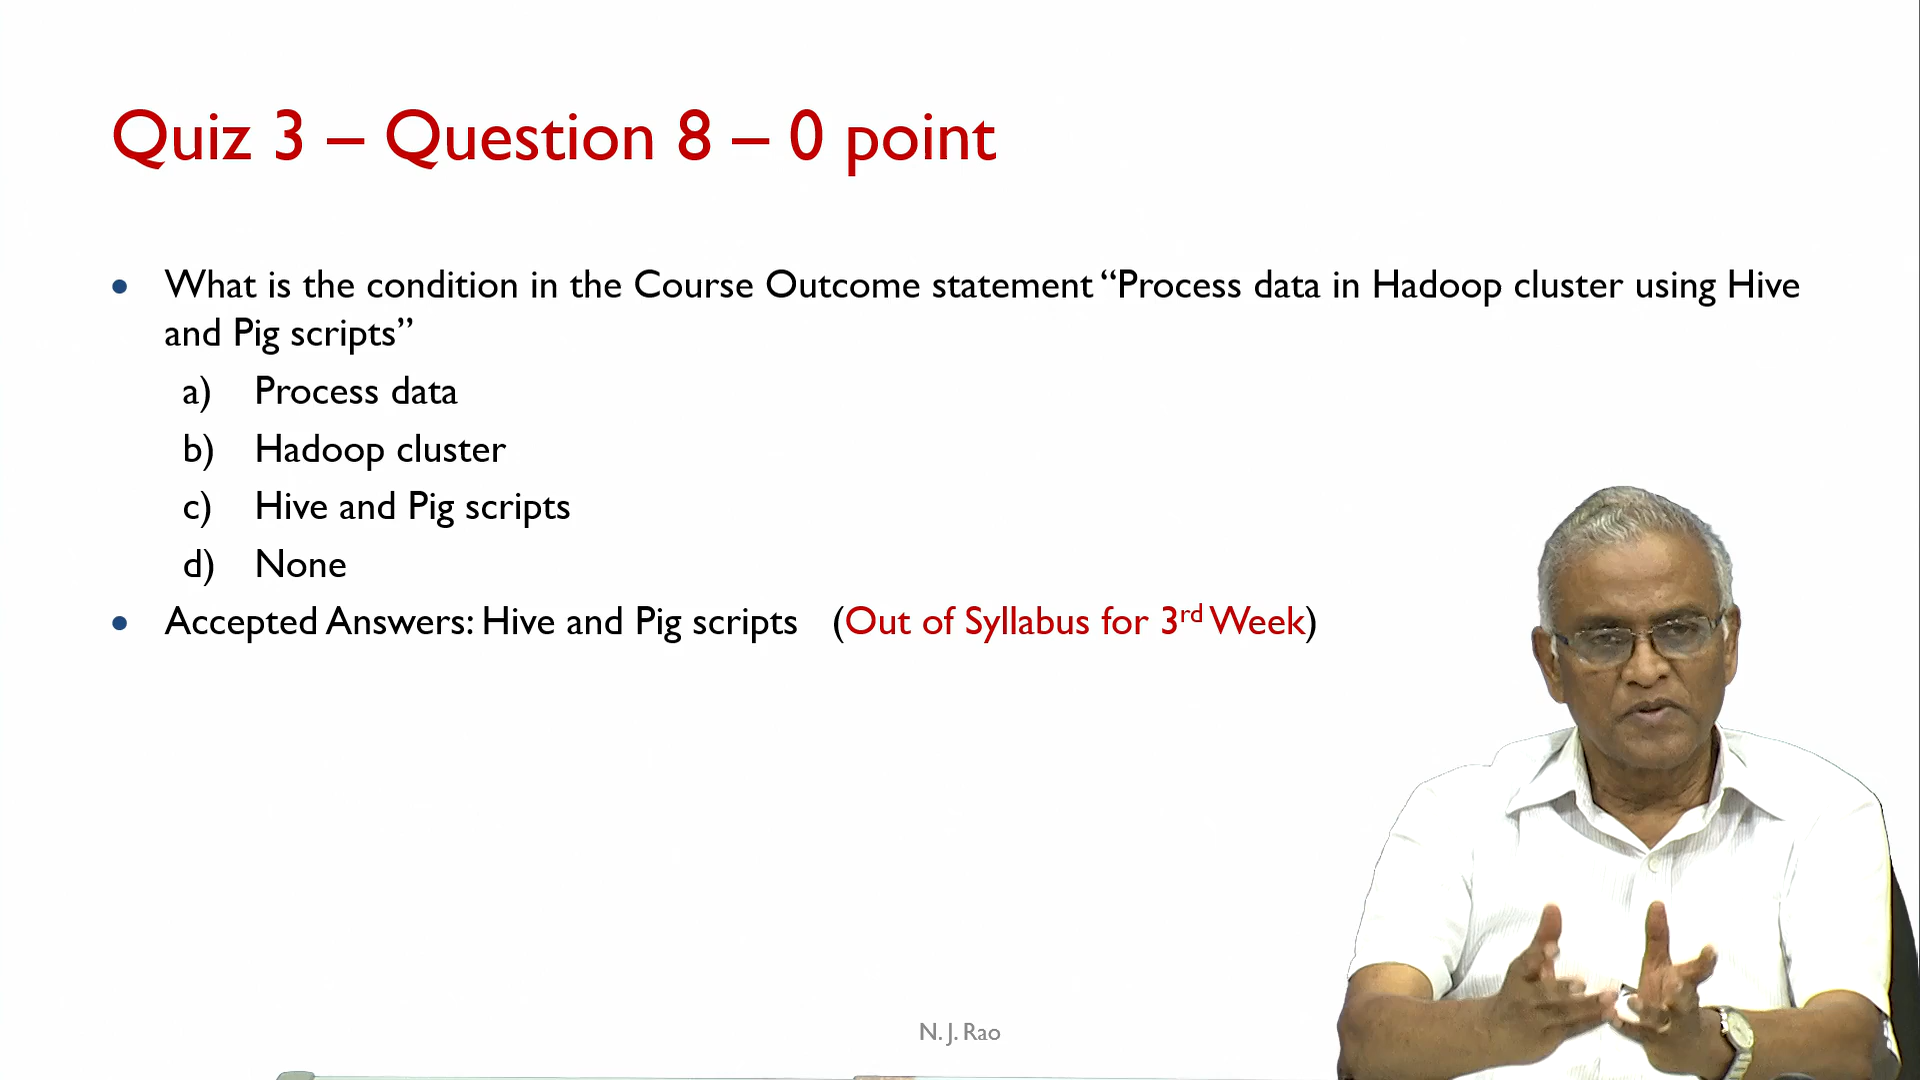 Quiz 3 – Question 8 – 0 point
• What is the condition in the Course Outcome statement “Process data in Hadoop cluster using Hive
and Pig scripts”
a) Process data
b) Hadoop cluster
c) Hive and Pig scripts
d) None
• Accepted Answers: Hive and Pig scripts (Out of Syllabus for 3rd Week)
N. J. Rao